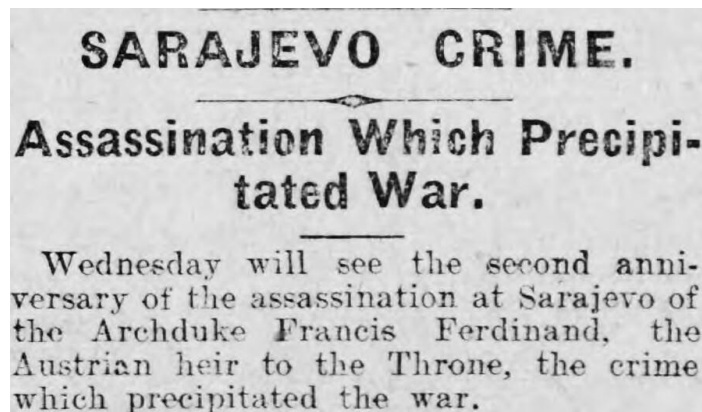 SARAJEVO CRIME.
Assassination Which Precipi-
tated War.
Wednesday will see the second anni-
versary of the assassination at Sarajevo of
the Archduke Francis Ferdinand, the
Austrian heir to the Throne, the crime
which precipitated the war.